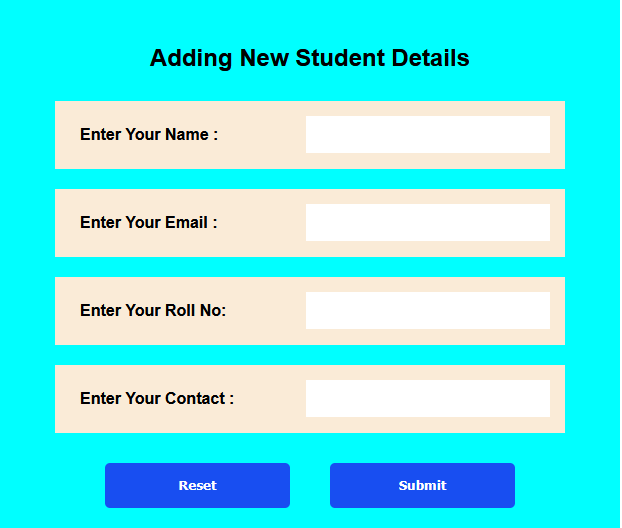 Adding New Student Details
Enter Your Name :
Enter Your Email :
Enter Your Roll No:
Enter Your Contact :
Reset Submit